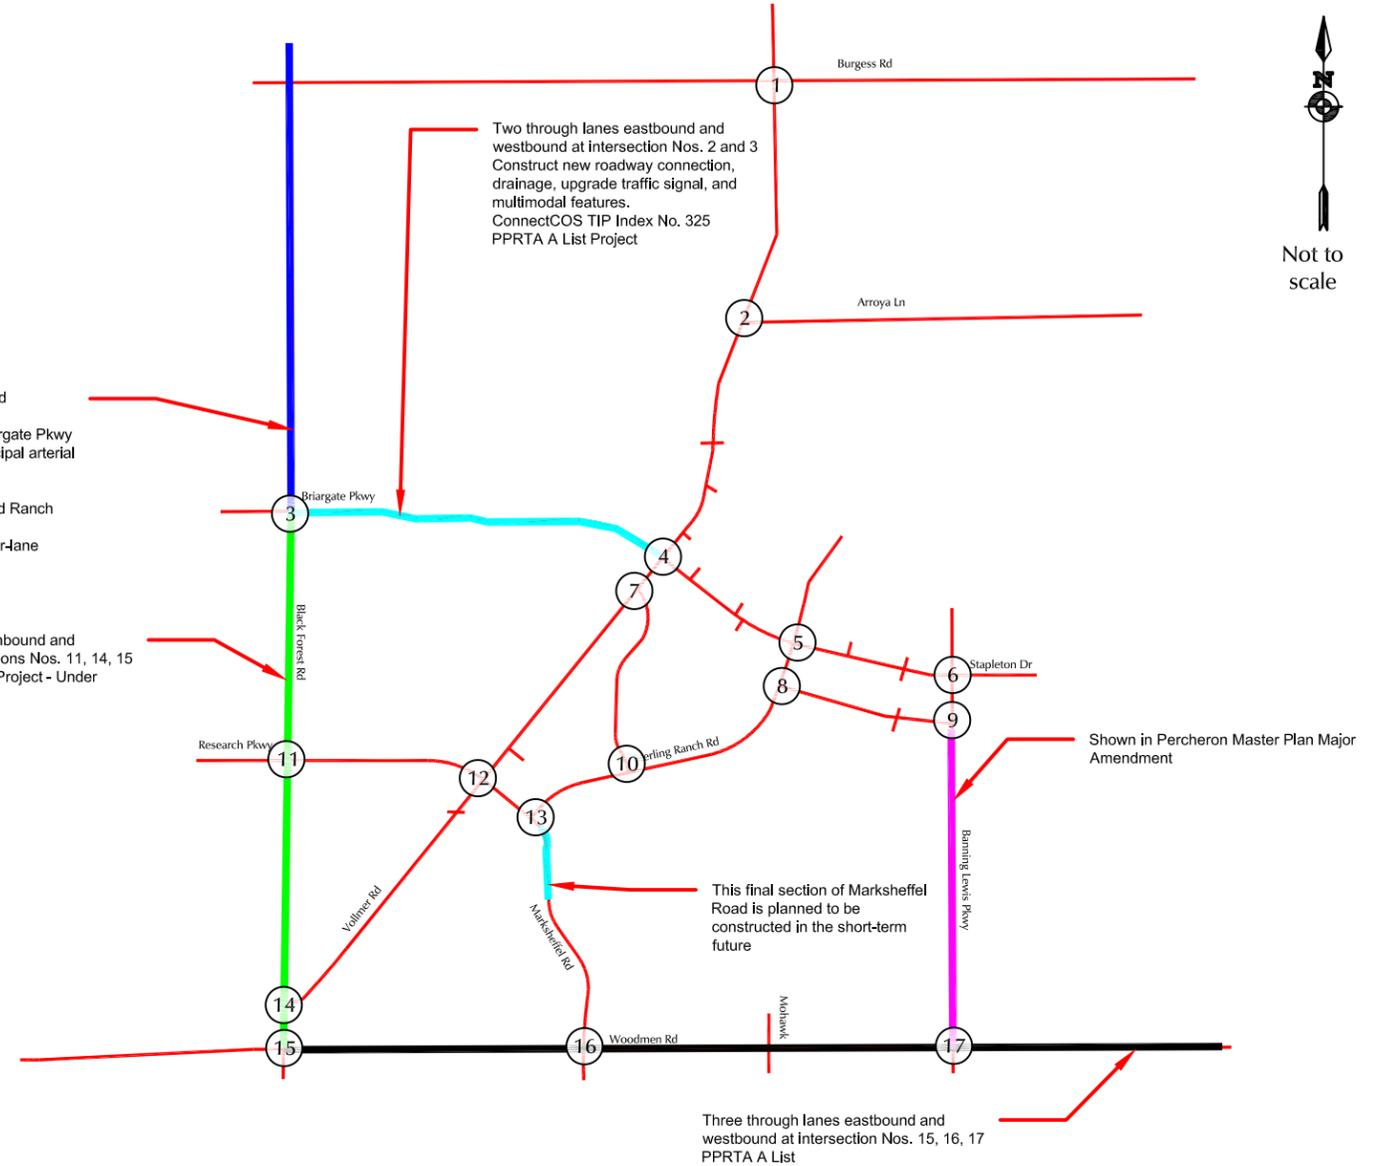 Burgess Rd
1
N
Two through lanes eastbound and
westbound at intersection Nos. 2 and 3
Construct new roadway connection,
drainage, upgrade traffic signal, and
multimodal features.
ConnectCOS TIP Index No. 325
PPRTA A List Project
Not to
scale
Arroya Ln
2
d
rgate Pkwy
ipal arterial
d Ranch
r-lane
Briargate Pkwy
3
4
7
Black Forest Rd
nbound and
ons Nos. 11, 14, 15
Project - Under
5
Stapleton Dr
6
8
9
Research Pkwy
11
12
10
erling Ranch Rd
13
Shown in Percheron Master Plan Major
Amendment
Banning Lewis Pkwy
Vollmer Rd
Marksheffel Rd
This final section of Marksheffel
Road is planned to be
constructed in the short-term
future
14
Mohawk
15
16
Woodmen Rd
17
Three through lanes eastbound and
westbound at intersection Nos. 15, 16, 17
PPRTA A List